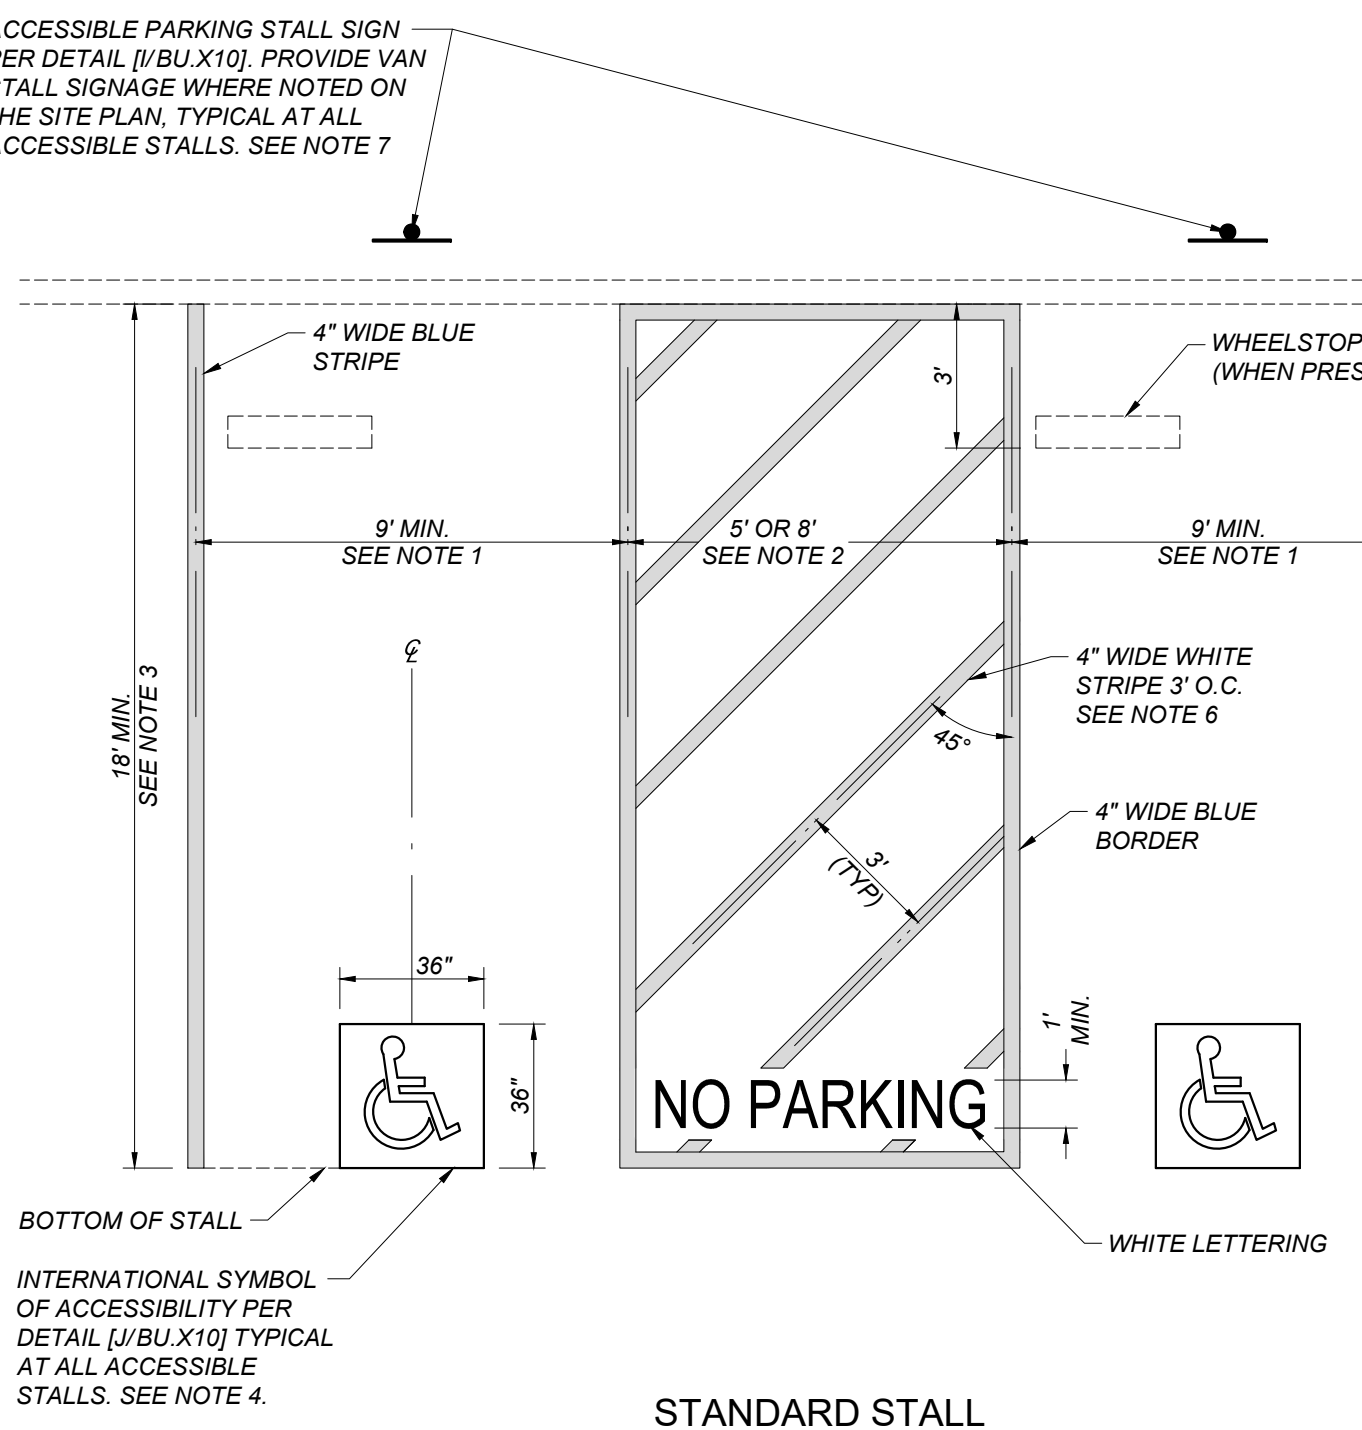 CCESSIBLE PARKING STALL SIGN
ER DETAIL [I/BU.X10]. PROVIDE VAN
TALL SIGNAGE WHERE NOTED ON
HE SITE PLAN, TYPICAL AT ALL
CCESSIBLE STALLS. SEE NOTE 7
4" WIDE BLUE
STRIPE
3'
WHEELSTOP
(WHEN PRES
9' MIN.
SEE NOTE 1
5' OR 8'
SEE NOTE 2
9' MIN.
SEE NOTE 1
18' MIN.
SEE NOTE 3
℄
4" WIDE WHITE
STRIPE 3' O.C.
SEE NOTE 6
45°
4" WIDE BLUE
BORDER
3'
(TYP)
36"
36"
1'
MIN.
NO PARKING
BOTTOM OF STALL
WHITE LETTERING
INTERNATIONAL SYMBOL
OF ACCESSIBILITY PER
DETAIL [J/BU.X10] TYPICAL
AT ALL ACCESSIBLE
STALLS. SEE NOTE 4.
STANDARD STALL